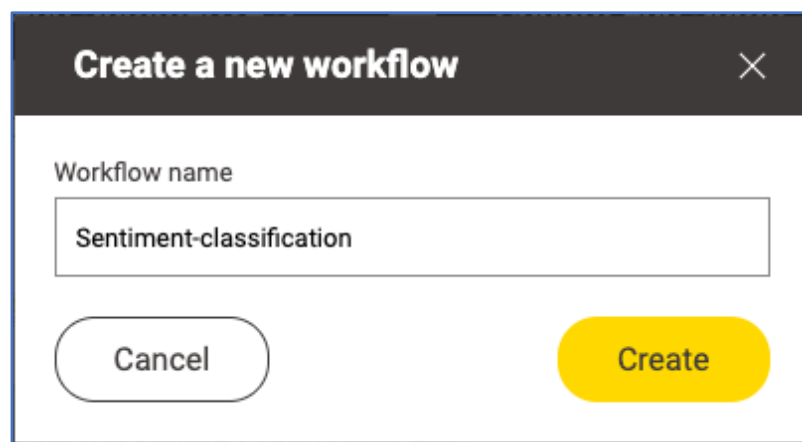 Create a new workflow
Workflow name
Sentiment-classification
Cancel
Create